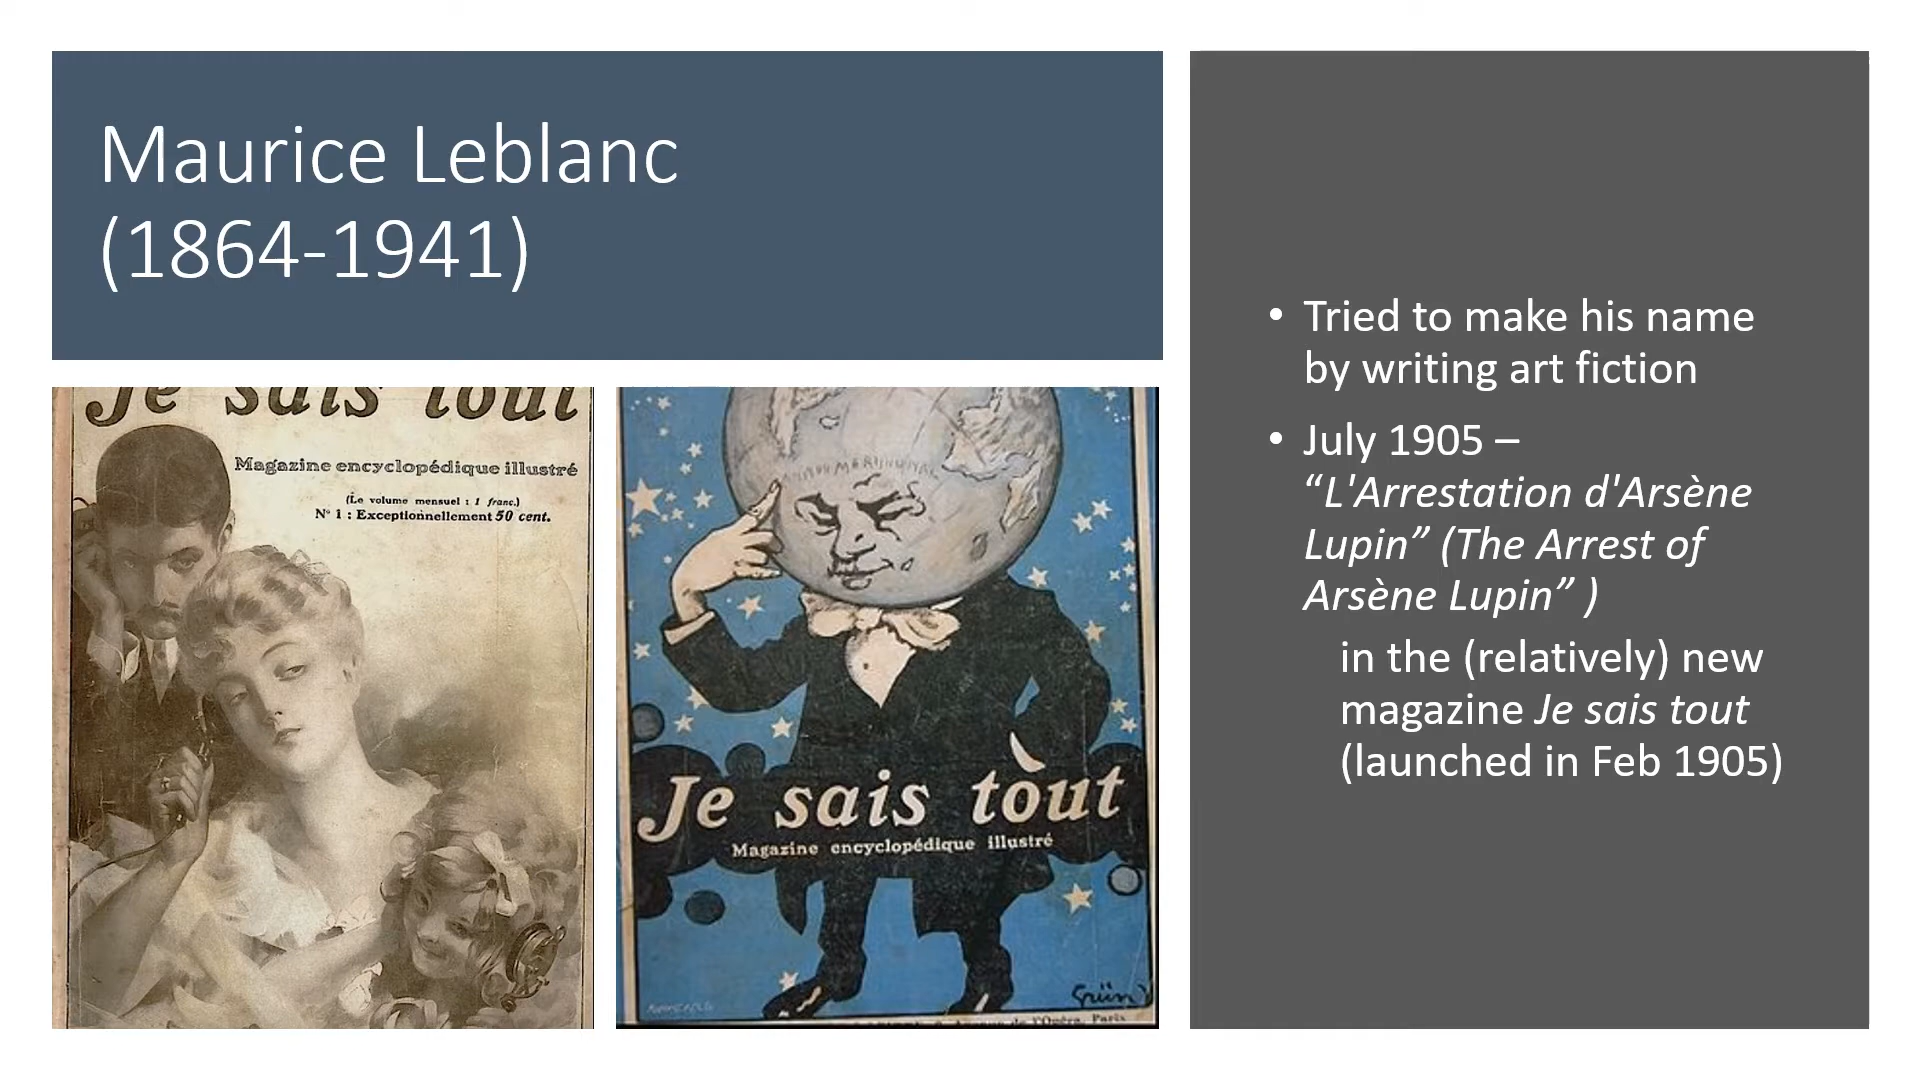 Maurice Leblanc
(1864-1941)
Je sais tout
Magazine encyclopédique illustré
(Le volume mensuel : 1 franc.)
N° 1 : Exceptionnellement 50 cent.
Je sais tout
Magazine encyclopédique illustré
Grün
de l'Opéra, Paris
• Tried to make his name
by writing art fiction
• July 1905 –
“L'Arrestation d'Arsène
Lupin” (The Arrest of
Arsène Lupin” )
in the (relatively) new
magazine Je sais tout
(launched in Feb 1905)